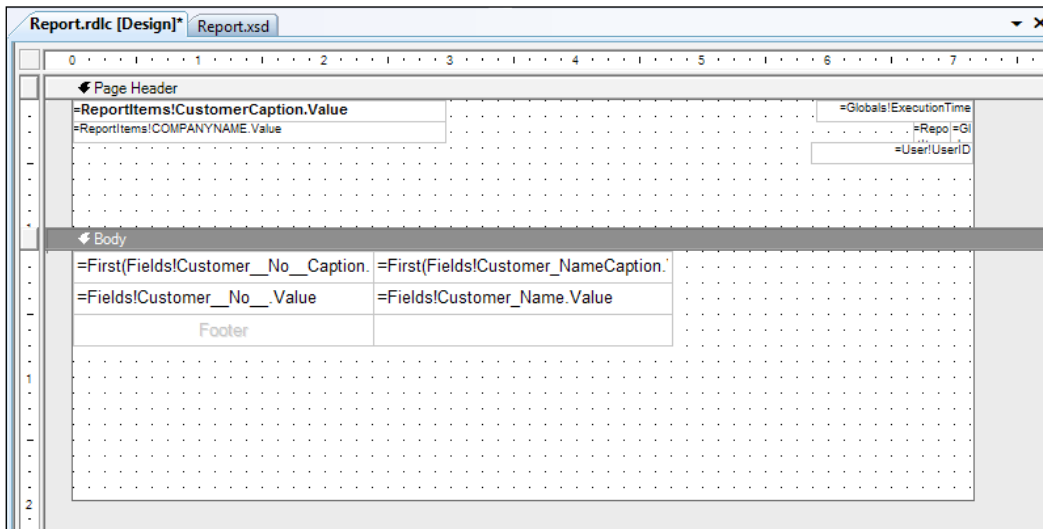 Report.rdlc [Design]* Report.xsd
0 1 2 3 4 5 6 7
Page Header
=ReportItems!CustomerCaption.Value =Globals!ExecutionTime
=ReportItems!COMPANYNAME.Value =Repo =Gl
=User!UserID
1
Body
=First(Fields!Customer__No__Caption. =First(Fields!Customer_NameCaption.
=Fields!Customer__No__.Value =Fields!Customer_Name.Value
Footer
1
2